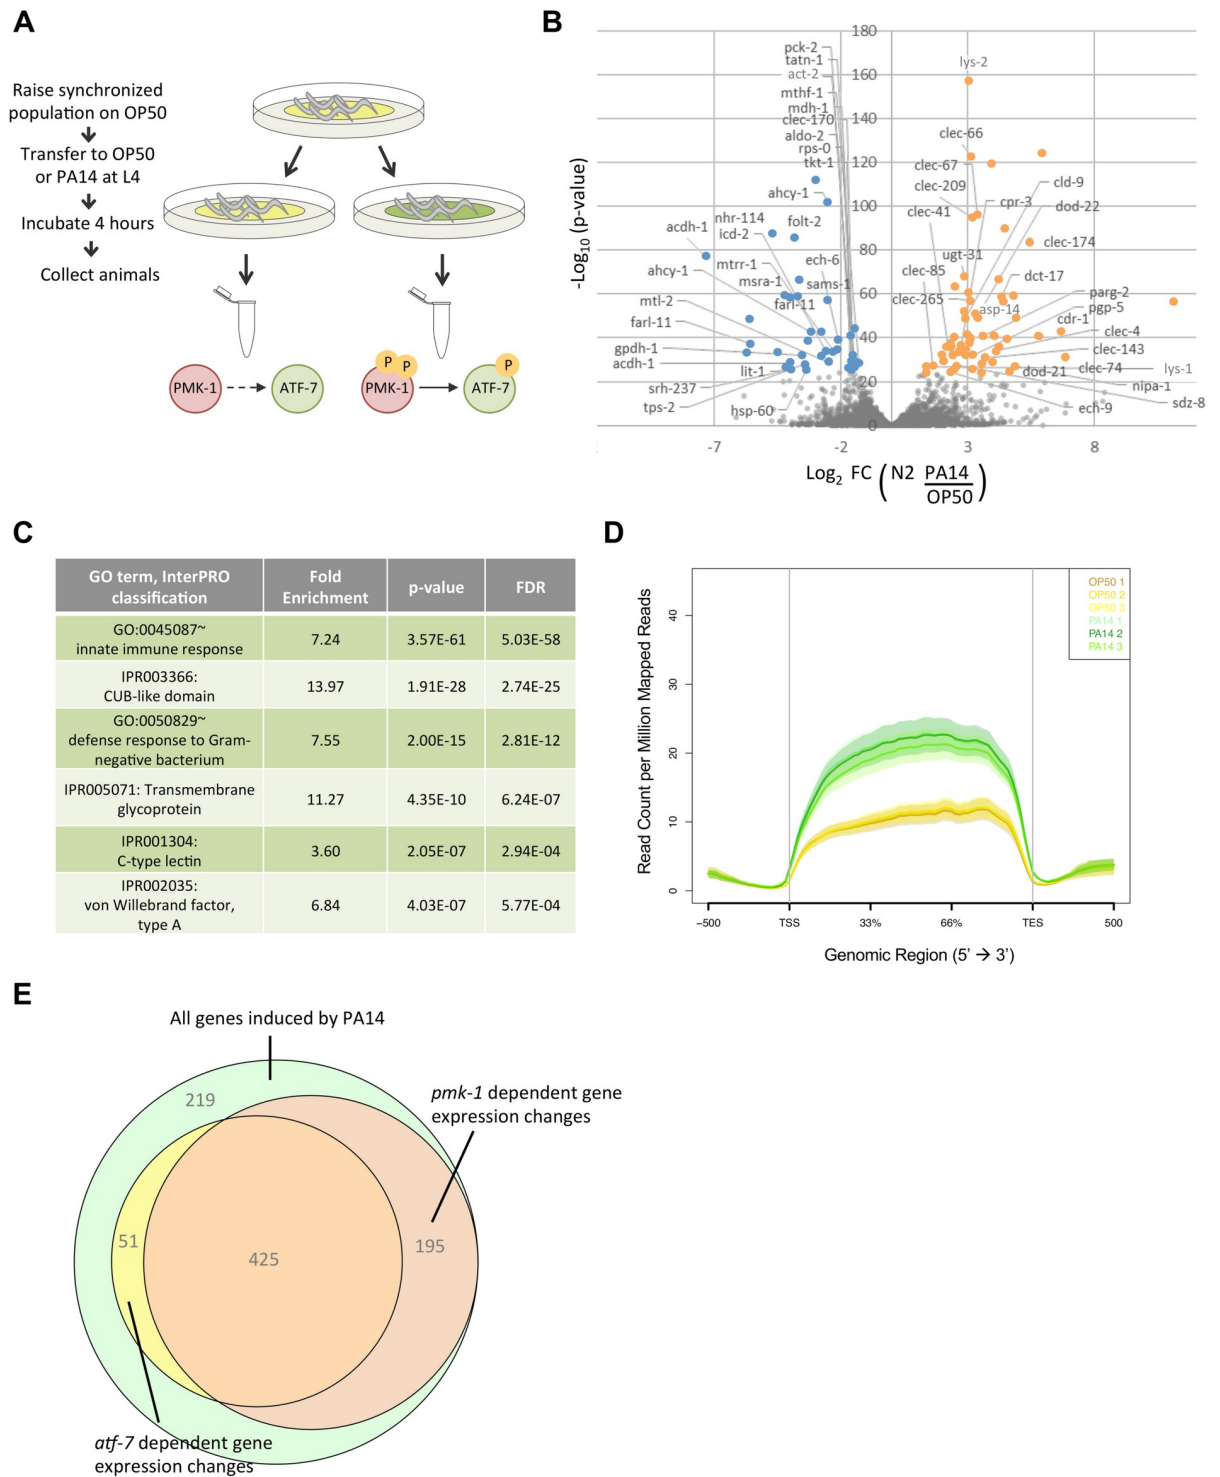 A
Raise synchronized
population on OP50
Transfer to OP50
or PA14 at L4
Incubate 4 hours
Collect animals
PMK-1
ATF-7
P
P
PMK-1
P
ATF-7
B
-Log10 (p-value)
180
160
140
120
100
80
60
40
20
0
-7
-2
3
8
pck-2
tatn-1
act-2
mthf-1
mdh-1
clec-170
aldo-2
rps-0
tkt-1
ahcy-1
nhr-114
folt-2
acdh-1
icd-2
ech-6
ahcy-1
mtrr-1
msra-1
sams-1
mtl-2
farl-11
farl-11
gpdh-1
acdh-1
lit-1
srh-237
tps-2
hsp-60
lys-2
clec-66
clec-67
cld-9
clec-209
cpr-3
dod-22
clec-41
clec-174
ugt-31
clec-85
dct-17
clec-265
asp-14
parg-2
pgp-5
cdr-1
clec-4
clec-143
dod-21
clec-74
lys-1
nipa-1
ech-9
sdz-8
Log2 FC ( N2 PA14
OP50 )
C
GO term, InterPRO
classification
Fold
Enrichment
p-value
FDR
GO:0045087~
innate immune response
7.24
3.57E-61
5.03E-58
IPR003366:
CUB-like domain
13.97
1.91E-28
2.74E-25
GO:0050829~
defense response to Gram-
negative bacterium
7.55
2.00E-15
2.81E-12
IPR005071: Transmembrane
glycoprotein
11.27
4.35E-10
6.24E-07
IPR001304:
C-type lectin
3.60
2.05E-07
2.94E-04
IPR002035:
von Willebrand factor,
type A
6.84
4.03E-07
5.77E-04
D
Read Count per Million Mapped Reads
40
30
20
10
0
OP50 1
OP50 2
OP50 3
PA14 1
PA14 2
PA14 3
−500
TSS
33%
66%
TES
500
Genomic Region (5' → 3')
E
All genes induced by PA14
219
pmk-1 dependent gene
expression changes
51
425
195
atf-7 dependent gene
expression changes